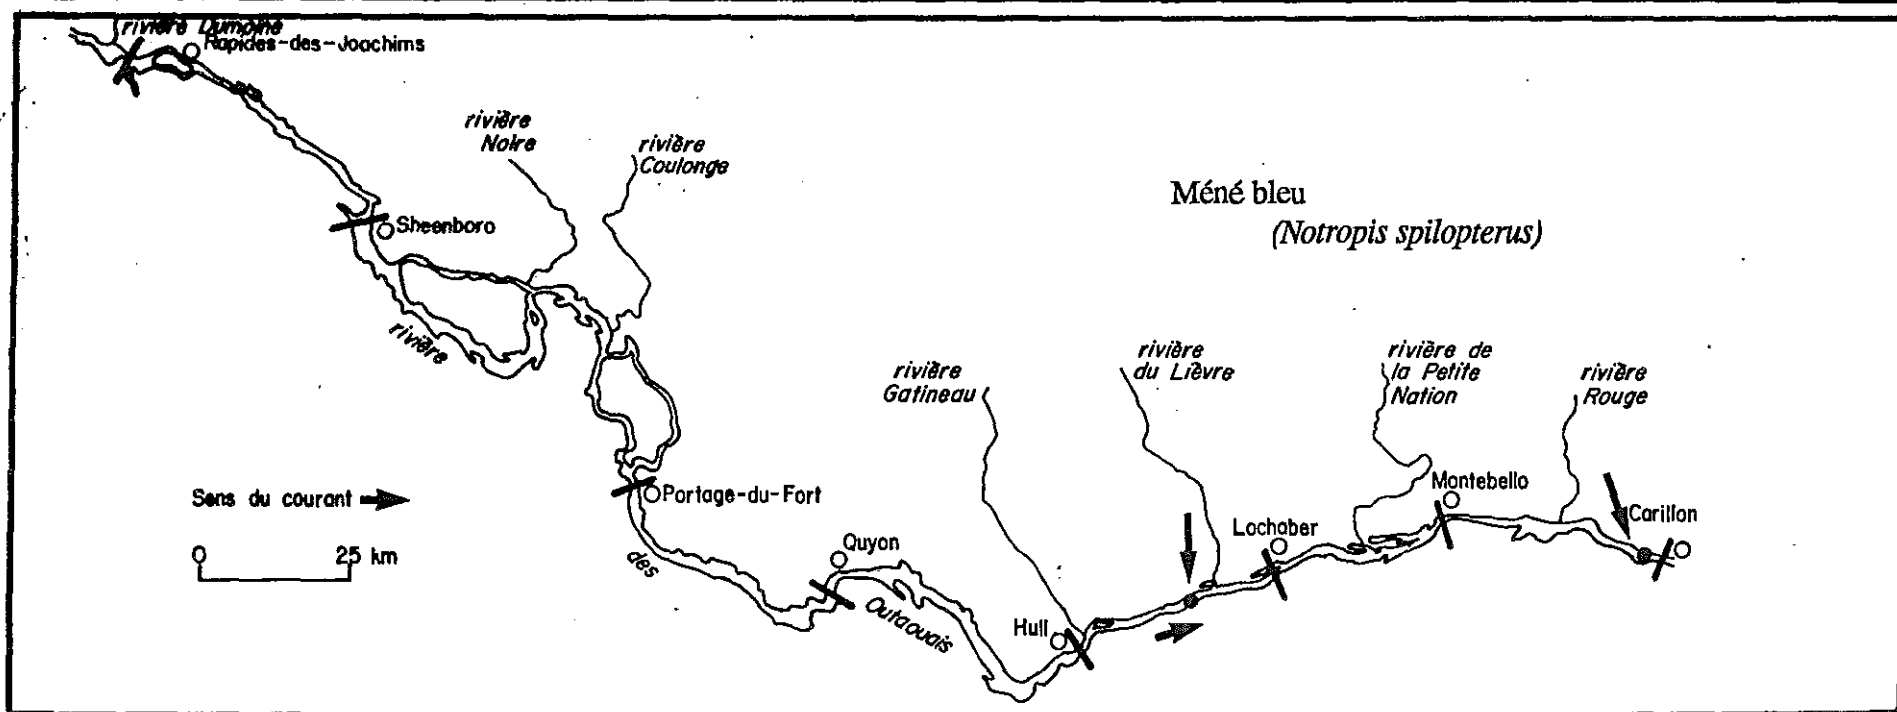 rivière Dumoine
Rapides-des-Joachims
rivière
Noire
rivière
Coulonge
Méné bleu
(Notropis spilopterus)
Sheenboro
rivière
rivière
Gatineau
rivière
du Lièvre
rivière de
la Petite
Nation
rivière
Rouge
Sens du courant
Portage-du-Fort
Montebello
Carillon
Lochaber
0 25 km
des
Quyon
Outaouais
Hull